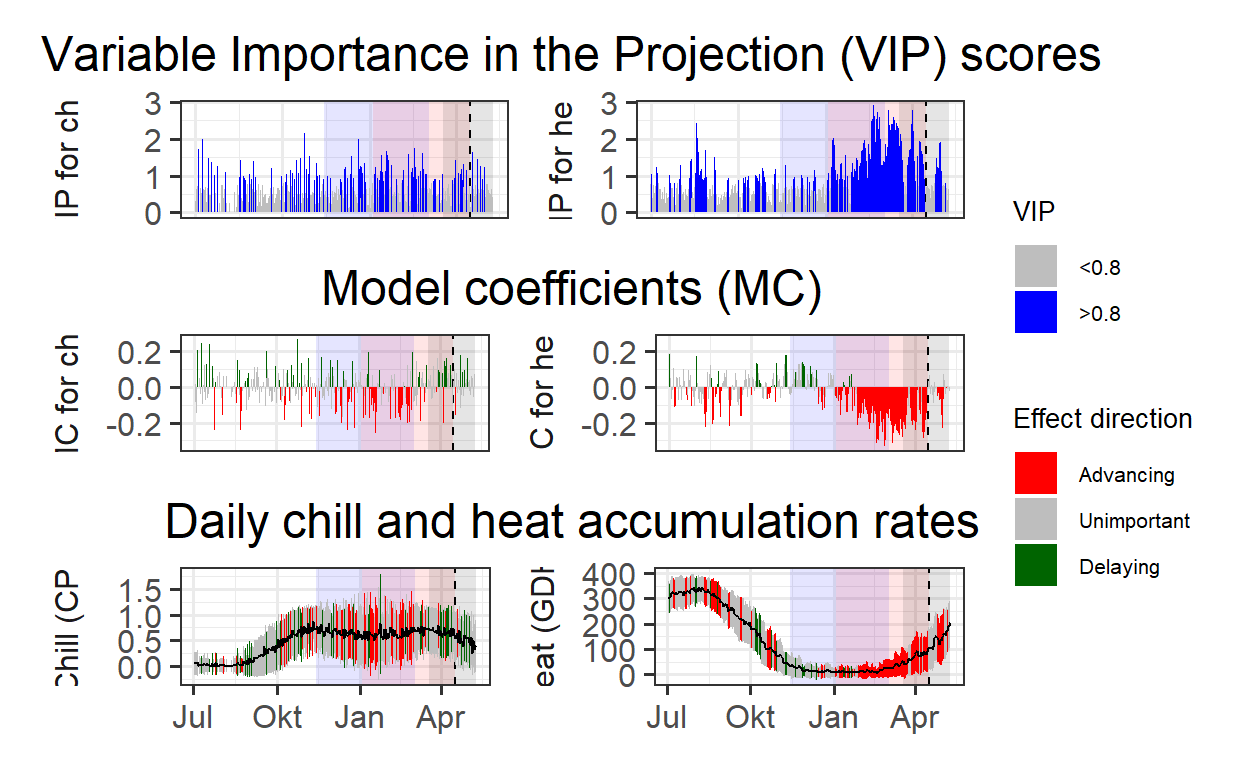 Variable Importance in the Projection (VIP) scores
IP for ch
3
2
1
0
IP for he
3
2
1
0
VIP
<0.8
>0.8
Model coefficients (MC)
IC for ch
0.2
0.0
-0.2
C for he
0.2
0.0
-0.2
Effect direction
Advancing
Unimportant
Delaying
Daily chill and heat accumulation rates
Chill (CP
1.5
1.0
0.5
0.0
Jul Okt Jan Apr
eat (GDH
400
300
200
100
0
Jul Okt Jan Apr